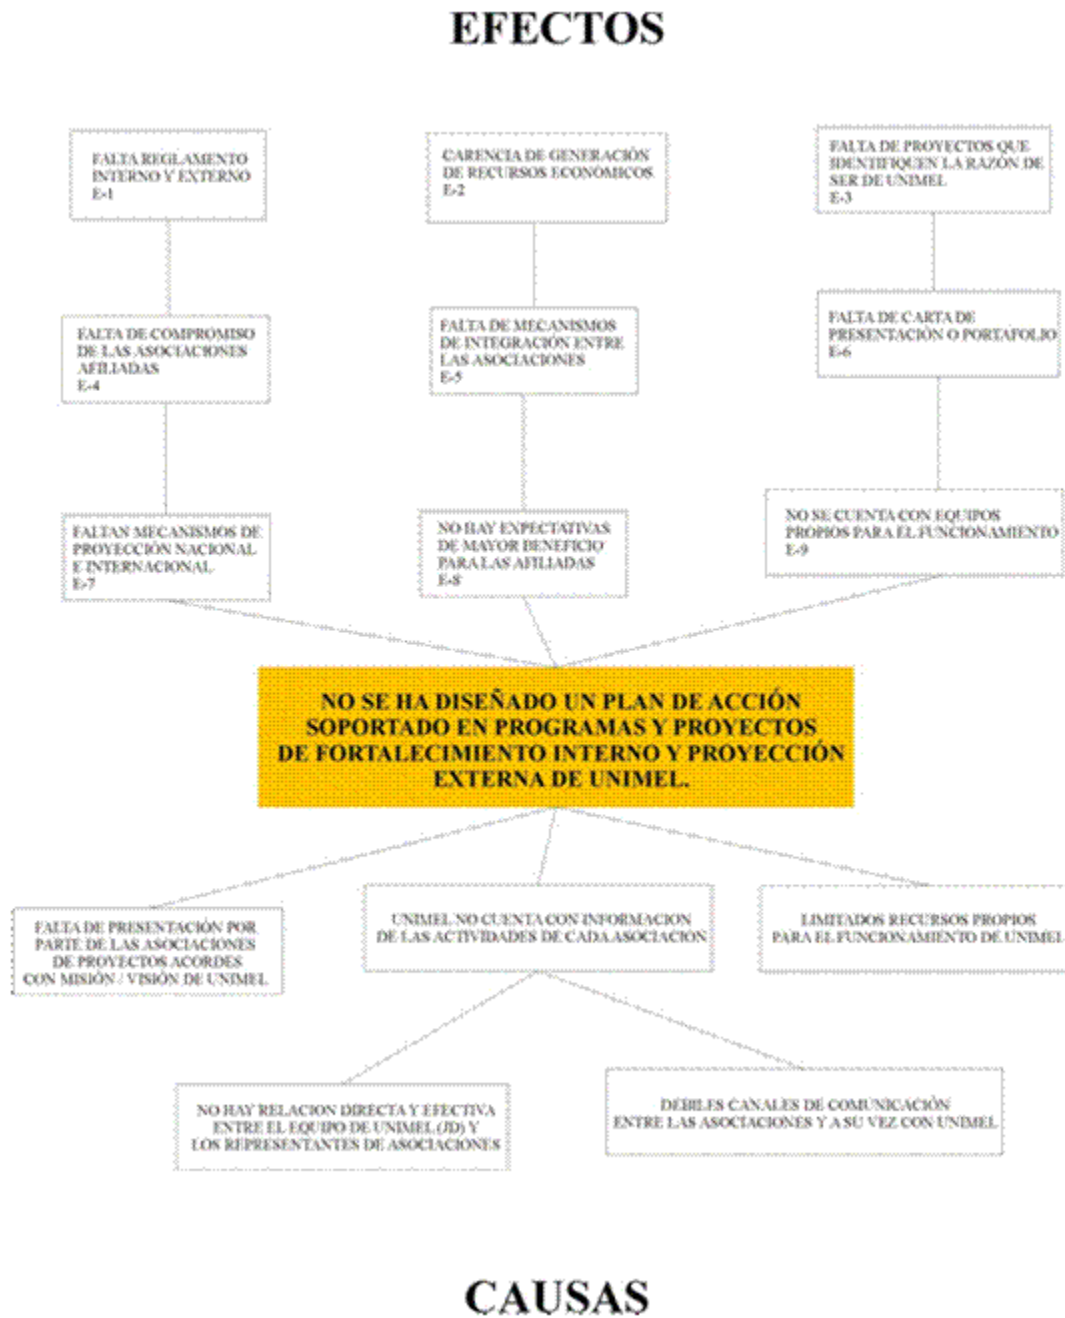 EFECTOS
FALTA REGLAMENTO
INTERNO Y EXTERNO
E-1
CARENCIA DE GENERACIÓN
DE RECURSOS ECONOMICOS
E-2
FALTA DE PROYECTOS QUE
IDENTIFIQUEN LA RAZÓN DE
SER DE UNIMEL
E-3
FALTA DE COMPROMISO
DE LAS ASOCIACIONES
AFILIADAS
E-4
FALTA DE MECANISMOS
DE INTEGRACIÓN ENTRE
LAS ASOCIACIONES
E-5
FALTA DE CARTA DE
PRESENTACIÓN O PORTAFOLIO
E-6
FALTAN MECANISMOS DE
PROYECCIÓN NACIONAL
E INTERNACIONAL
E-7
NO HAY EXPECTATIVAS
DE MAYOR BENEFICIO
PARA LAS AFILIADAS
E-8
NO SE CUENTA CON EQUIPOS
PROPIOS PARA EL FUNCIONAMIENTO
E-9
NO SE HA DISEÑADO UN PLAN DE ACCIÓN
SOPORTADO EN PROGRAMAS Y PROYECTOS
DE FORTALECIMIENTO INTERNO Y PROYECCIÓN
EXTERNA DE UNIMEL.
FALTA DE PRESENTACIÓN POR
PARTE DE LAS ASOCIACIONES
DE PROYECTOS ACORDES
CON MISIÓN / VISIÓN DE UNIMEL
UNIMEL NO CUENTA CON INFORMACION
DE LAS ACTIVIDADES DE CADA ASOCIACIÓN
LIMITADOS RECURSOS PROPIOS
PARA EL FUNCIONAMIENTO DE UNIMEL
NO HAY RELACION DIRECTA Y EFECTIVA
ENTRE EL EQUIPO DE UNIMEL (JD) Y
LOS REPRESENTANTES DE ASOCIACIONES
DEBILES CANALES DE COMUNICACIÓN
ENTRE LAS ASOCIACIONES Y A SU VEZ CON UNIMEL
CAUSAS